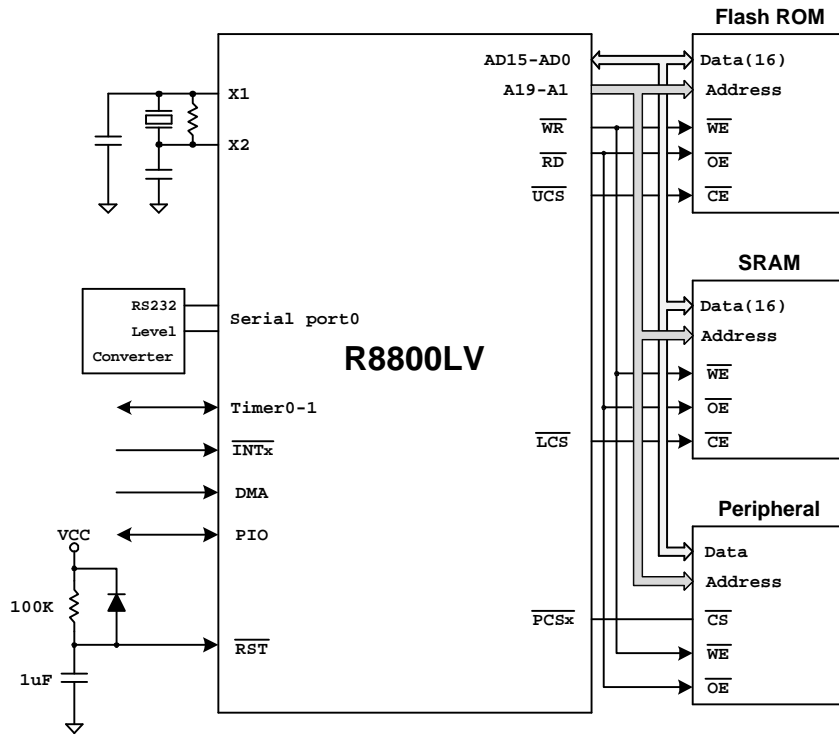 Flash ROM
AD15-AD0
Data(16)
A19-A1
Address
X1
WR
WE
X2
RD
OE
UCS
CE
SRAM
RS232
Level
Converter
Serial port0
Data(16)
Address
R8800LV
WE
Timer0-1
OE
INTx
LCS
CE
DMA
PIO
Peripheral
VCC
Data
Address
100K
RST
PCSx
CS
WE
1uF
OE